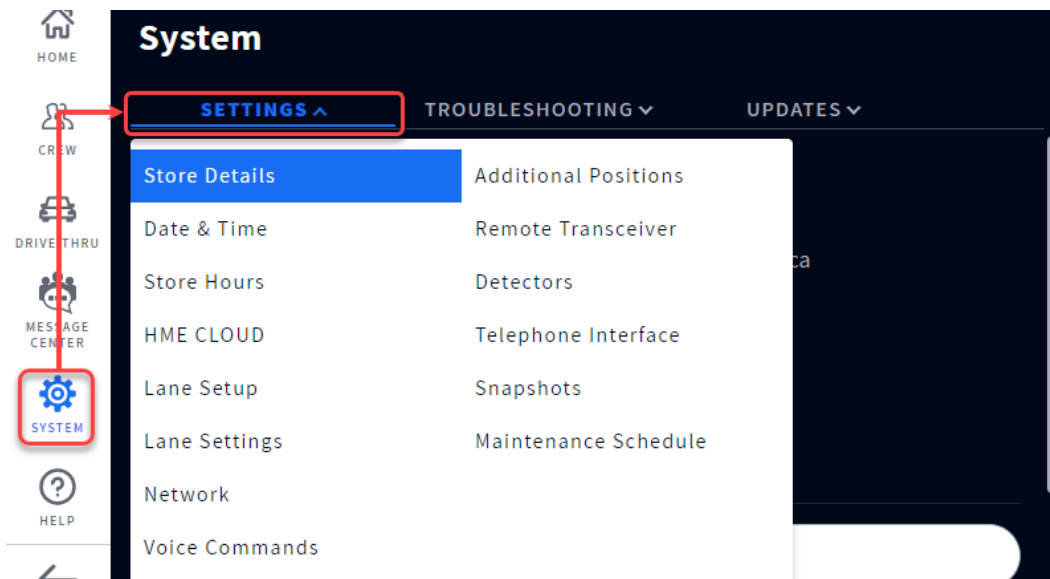 HOME
CREW
DRIVE THRU
MESSAGE
CENTER
SYSTEM
HELP
System
SETTINGS
TROUBLESHOOTING
UPDATES
Store Details
Date & Time
Store Hours
HME CLOUD
Lane Setup
Lane Settings
Network
Voice Commands
Additional Positions
Remote Transceiver
Detectors
Telephone Interface
Snapshots
Maintenance Schedule
ca